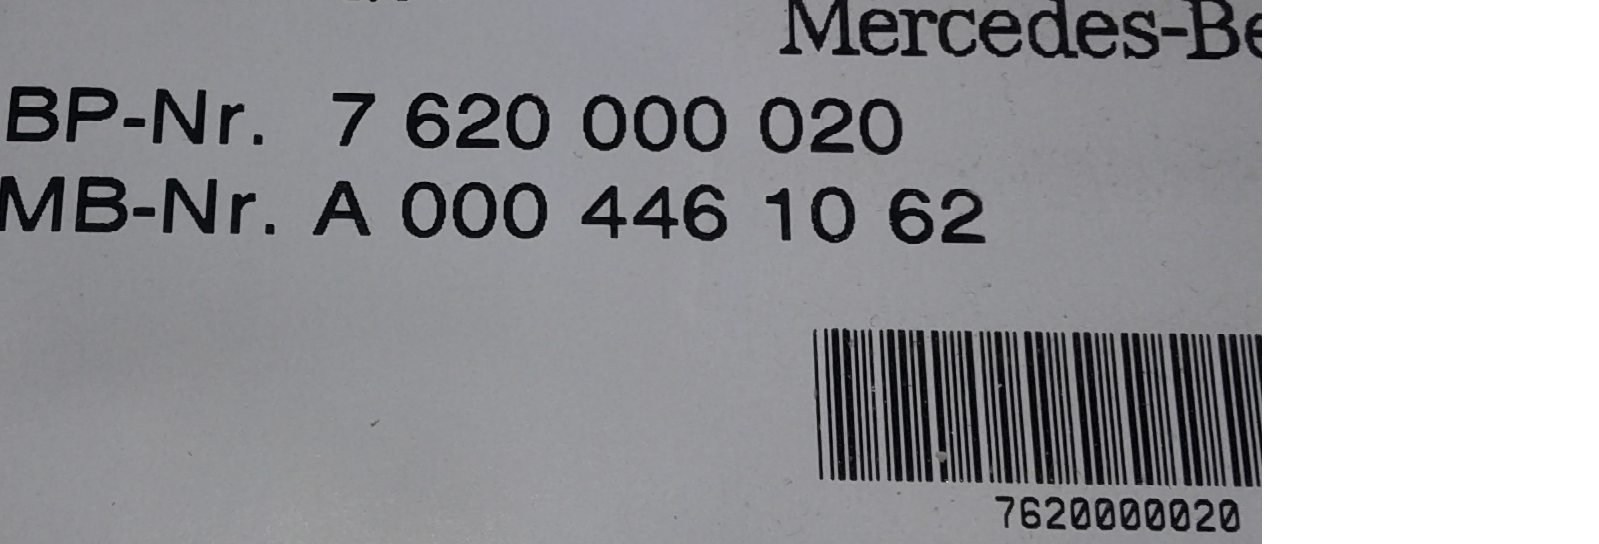 Mercedes-Be
BP-Nr. 7 620 000 020
MB-Nr. A 000 446 10 62
7620000020